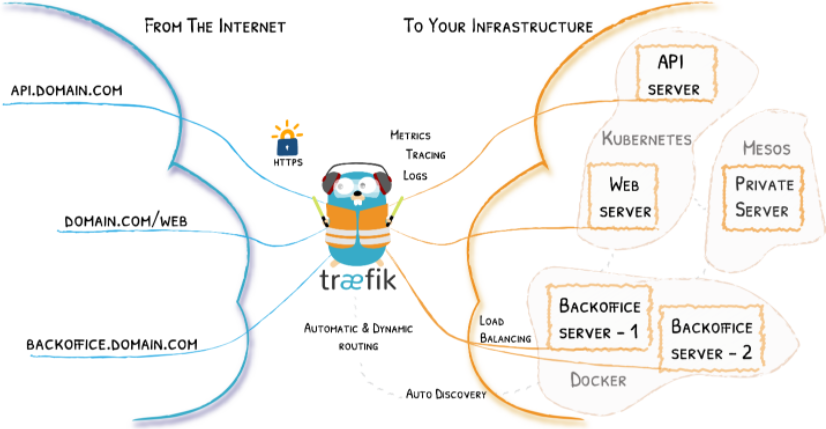 FROM THE INTERNET
TO YOUR INFRASTRUCTURE
API.DOMAIN.COM
DOMAIN.COM/WEB
BACKOFFICE.DOMAIN.COM
HTTPS
METRICS
TRACING
LOGS
træfik
AUTOMATIC & DYNAMIC
ROUTING
AUTO DISCOVERY
LOAD
BALANCING
API
SERVER
KUBERNETES
WEB
SERVER
MESOS
PRIVATE
SERVER
BACKOFFICE
SERVER - 1
BACKOFFICE
SERVER - 2
DOCKER